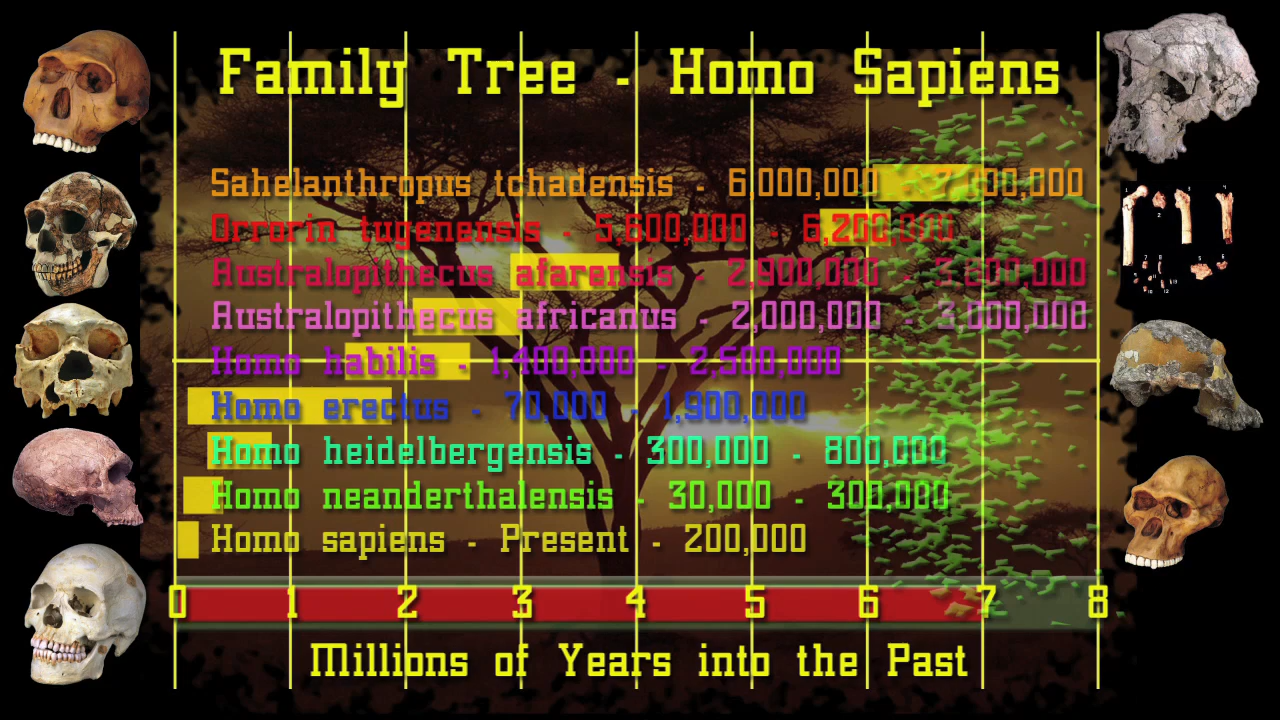 Family Tree - Homo Sapiens
Sahelanthropus tchadensis - 6,000,000 - 7,000,000
Orrorin tugenensis - 5,600,000 - 6,200,000
Australopithecus afarensis - 2,900,000 - 3,800,000
Australopithecus africanus - 2,000,000 - 3,000,000
Homo habilis - 1,400,000 - 2,500,000
Homo erectus - 70,000 - 1,900,000
Homo heidelbergensis - 300,000 - 800,000
Homo neanderthalensis - 30,000 - 300,000
Homo sapiens - Present - 200,000
0 1 2 3 4 5 6 7 8
Millions of Years into the Past